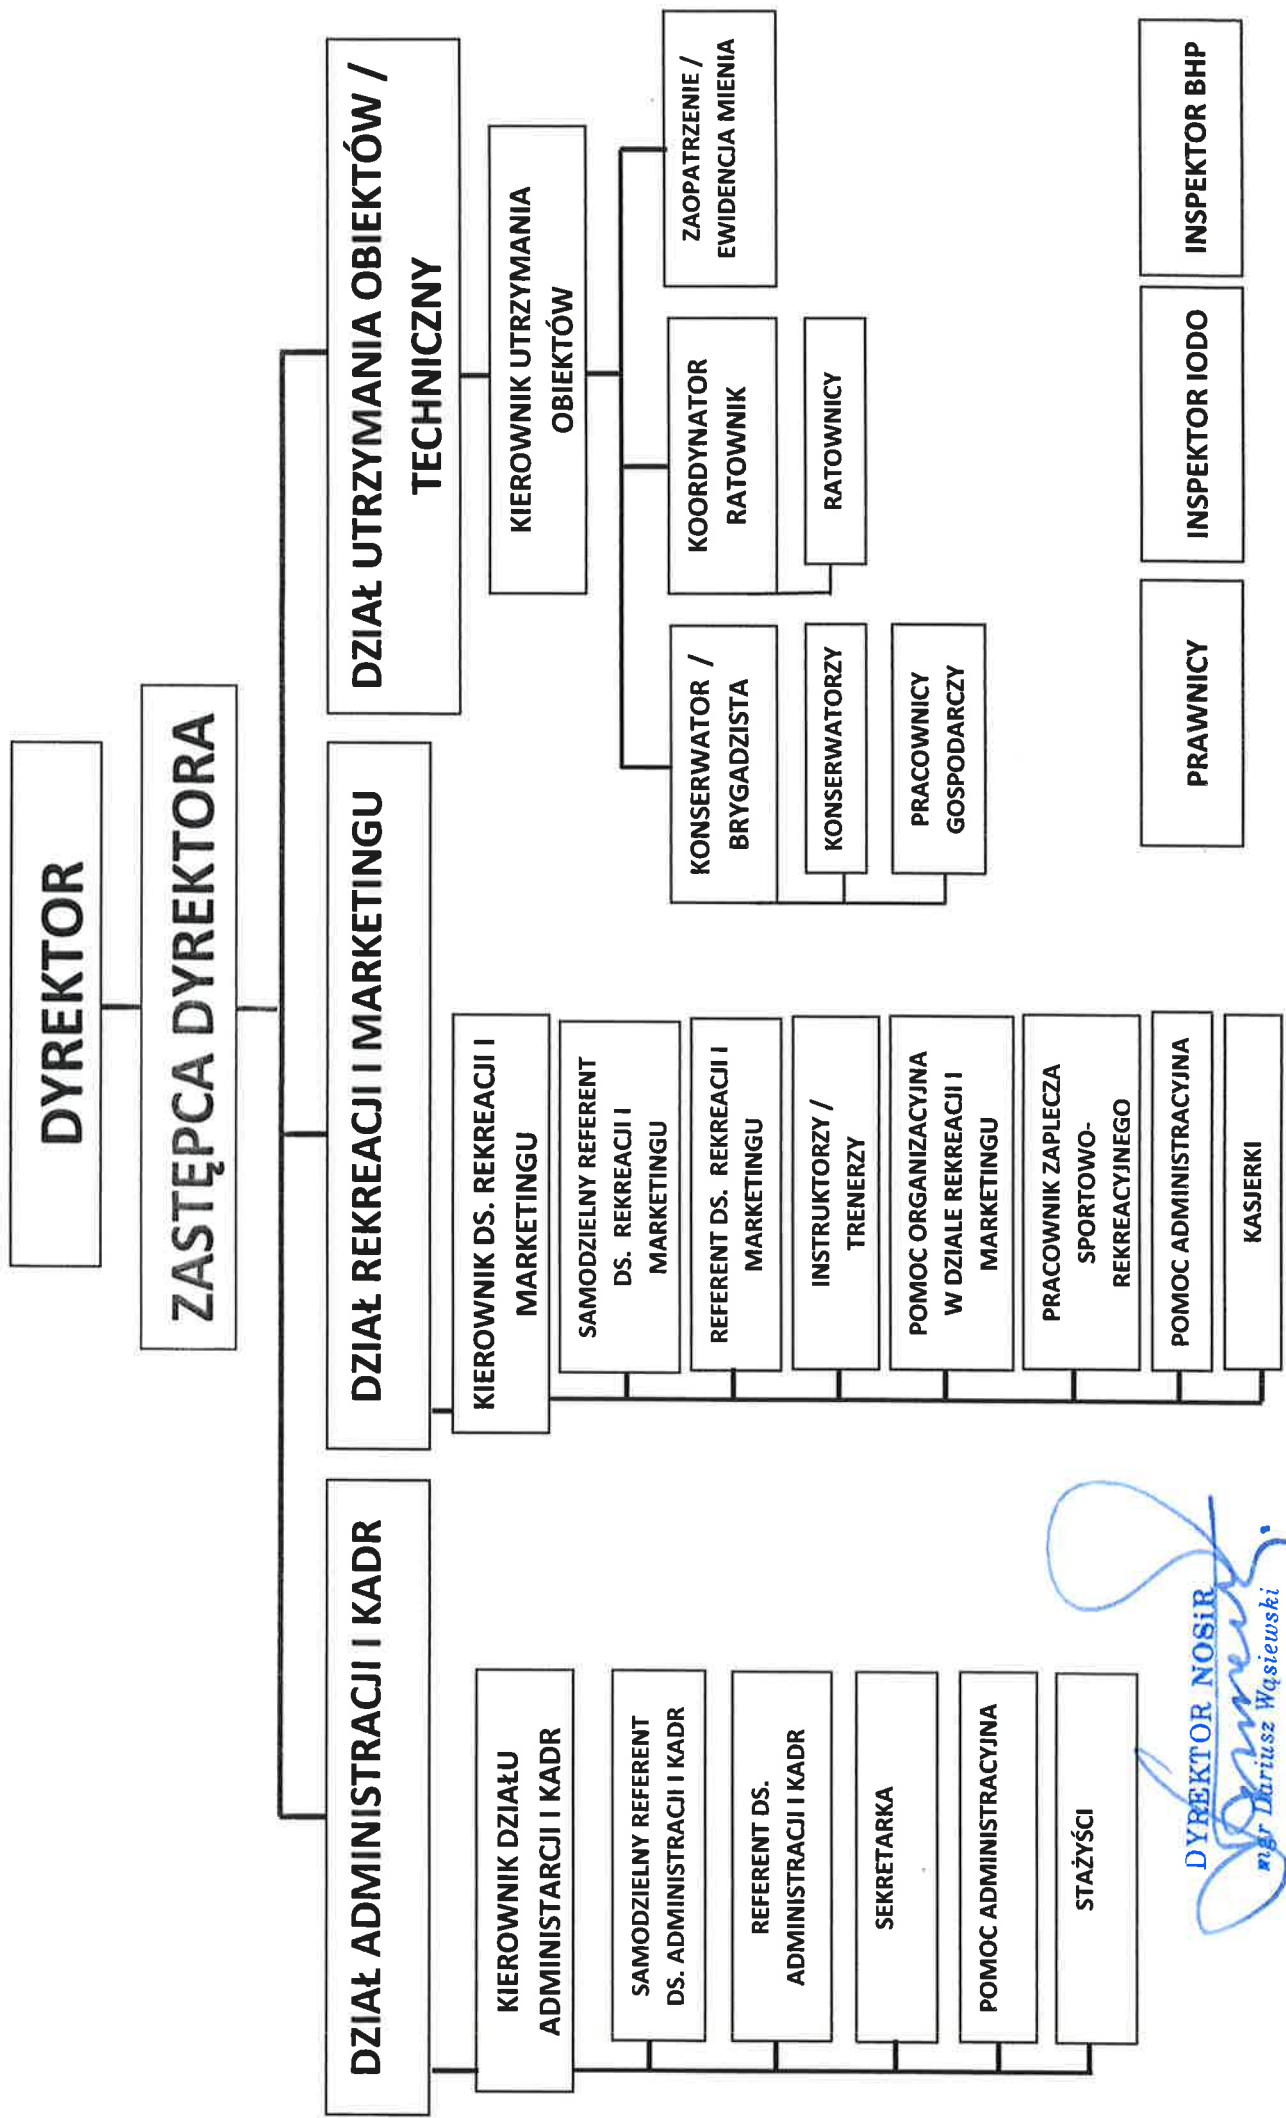 DYREKTOR
ZASTĘPCA DYREKTORA
DZIAŁ ADMINISTRACJI I KADR
KIEROWNIK DZIAŁU
ADMINISTARCJI I KADR
SAMODZIELNY REFERENT
DS. ADMINISTRACJI I KADR
REFERENT DS.
ADMINISTRACJI I KADR
SEKRETARKA
POMOC ADMINISTRACYJNA
STAŻYŚCI
DZIAŁ REKREACJI I MARKETINGU
KIEROWNIK DS. REKREACJI I
MARKETINGU
SAMODZIELNY REFERENT
DS. REKREACJI I
MARKETINGU
REFERENT DS. REKREACJI I
MARKETINGU
INSTRUKTORZY /
TRENERZY
POMOC ORGANIZACYJNA
W DZIALE REKREACJI I
MARKETINGU
PRACOWNIK ZAPLECZA
SPORTOWO-
REKREACYJNEGO
POMOC ADMINISTRACYJNA
KASJERKI
DZIAŁ UTRZYMANIA OBIEKTÓW /
TECHNICZNY
KIEROWNIK UTRZYMANIA
OBIEKTÓW
KONSERWATOR /
BRYGADZISTA
KONSERWATORZY
PRACOWNICY
GOSPODARCZY
KOORDYNATOR
RATOWNIK
RATOWNICY
ZAOPATRZENIE /
EWIDENCJA MIENIA
PRAWNICY
INSPEKTOR IODO
INSPEKTOR BHP
DYREKTOR NOSiR
mgr Dariusz Wąsiewski